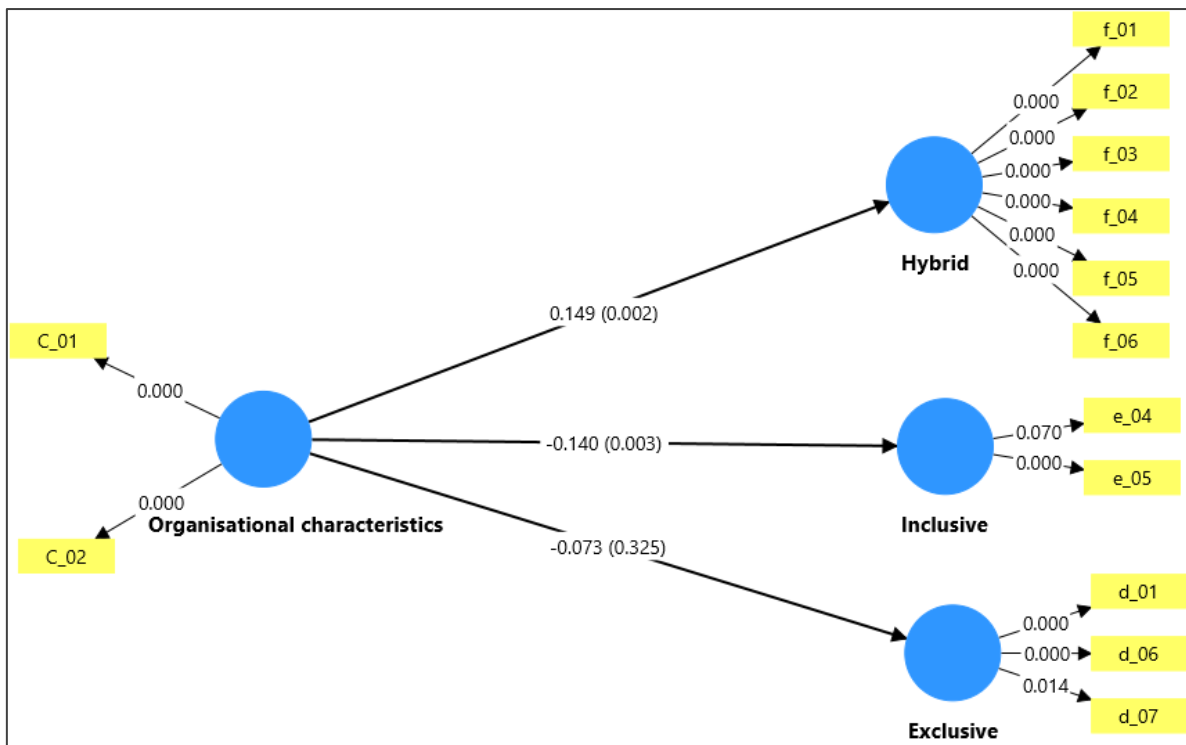 f_01
0.000
f_02
0.000
f_03
0.000
f_04
0.000
f_05
0.000
f_06
0.000
Hybrid
0.149 (0.002)
C_01
0.000
C_02
0.000
Organisational characteristics
-0.140 (0.003)
e_04
0.070
e_05
0.000
Inclusive
-0.073 (0.325)
d_01
0.000
d_06
0.000
d_07
0.014
Exclusive